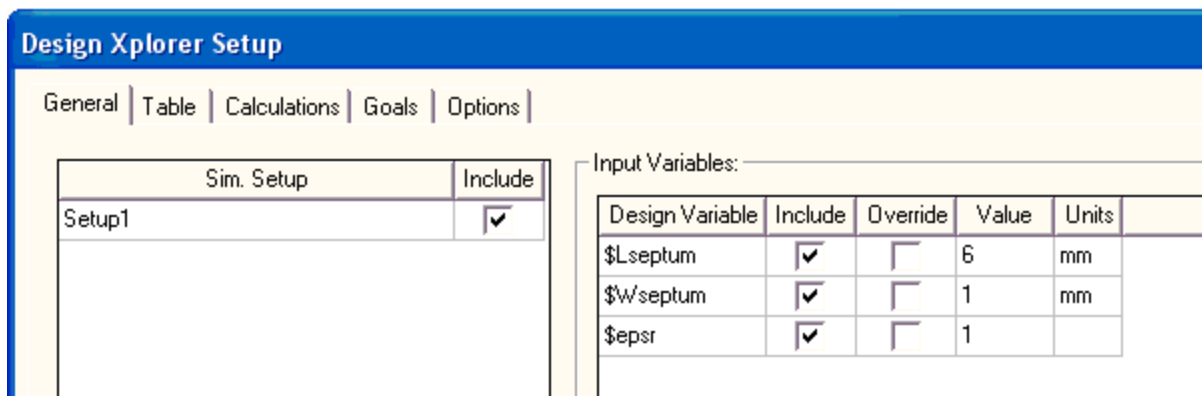 Design Xplorer Setup
General Table Calculations Goals Options
Sim. Setup Include
Setup1
Input Variables:
Design Variable Include Override Value Units
$Lseptum 6 mm
$Wseptum 1 mm
$epsr 1